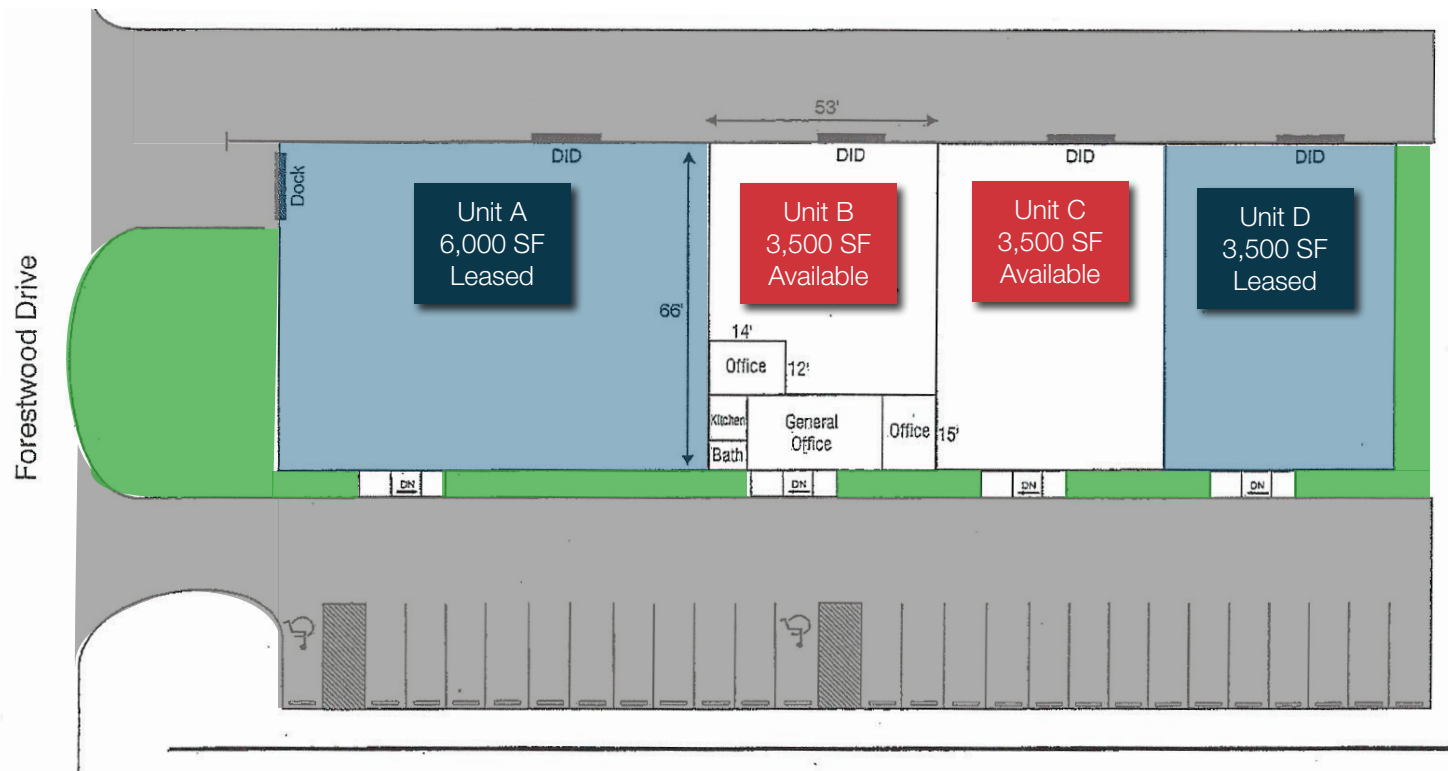 53'
DID
DID
DID
DID
Dock
Unit A
6,000 SF
Leased
Unit B
3,500 SF
Available
Unit C
3,500 SF
Available
Unit D
3,500 SF
Leased
Forestwood Drive
66'
14'
Office
12'
Kitchen
General
Office
Office
15'
Bath
DN
DN
DN
DN